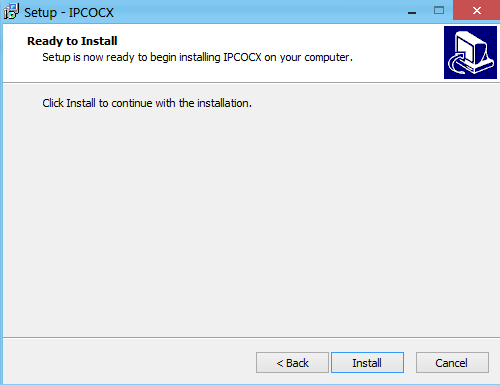 Setup - IPCOCX
Ready to Install
Setup is now ready to begin installing IPCOCX on your computer.
Click Install to continue with the installation.
< Back Install Cancel